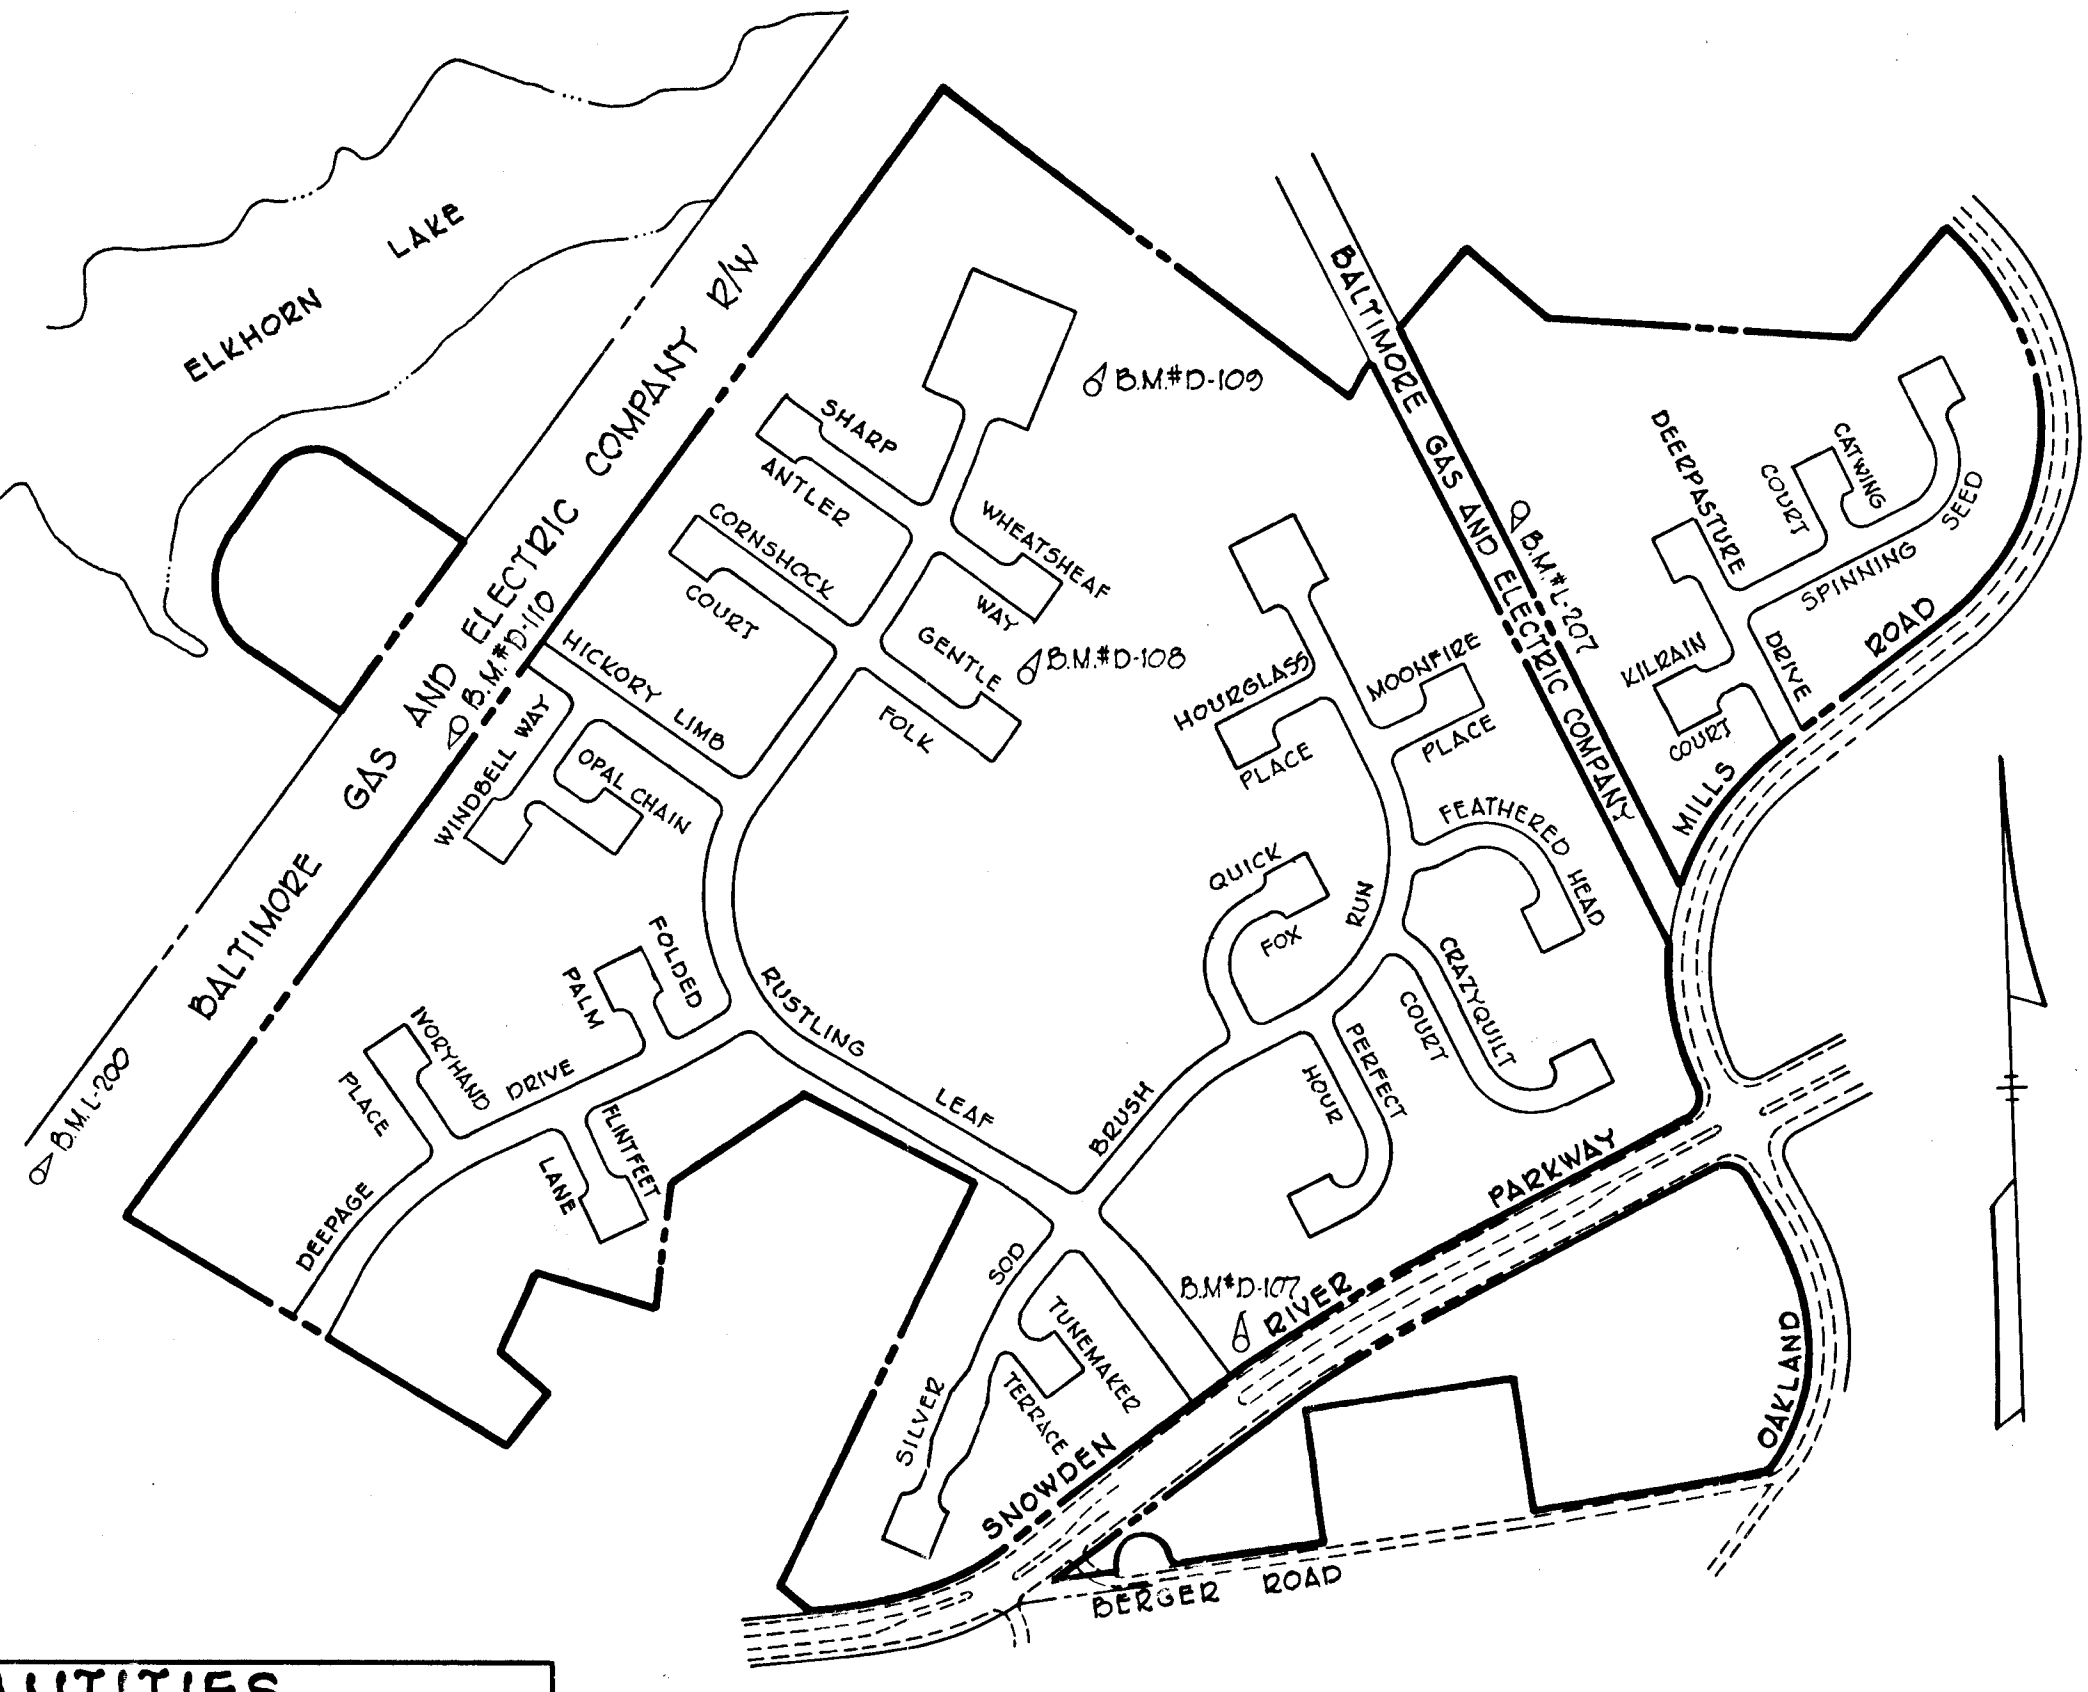 LAKE
ELKHORN
BALTIMORE GAS AND ELECTRIC COMPANY R/W
B.M.#D-109
SHARP
ANTLER
CORNSHOCK
COURT
WHEATSHEAF
WAY
GENTLE
FOLK
B.M.#D-108
B.M.#D-110
HICKORY LIMB
WINDBELL WAY
OPAL CHAIN
BALTIMORE GAS AND ELECTRIC COMPANY
B.M.#L-207
DEERPASTURE
COURT
CATWING
SPINNING SEED
KILRAIN
COURT
DRIVE
MILLS ROAD
HOURGLASS
PLACE
MOONFIRE
PLACE
FEATHERED HEAD
QUICK
FOX
RUN
CRAZYQUILT
COURT
PERFECT
HOUR
BRUSH
RUSTLING LEAF
FOLDED
PALM
IVORYHAND
PLACE
DRIVE
FLINTFEET
LANE
DEEPAGE
B.M.L-200
SOD
SILVER
TUNEMAKER
TERRACE
B.M#D-107
SNOWDEN RIVER PARKWAY
OAKLAND
BERGER ROAD